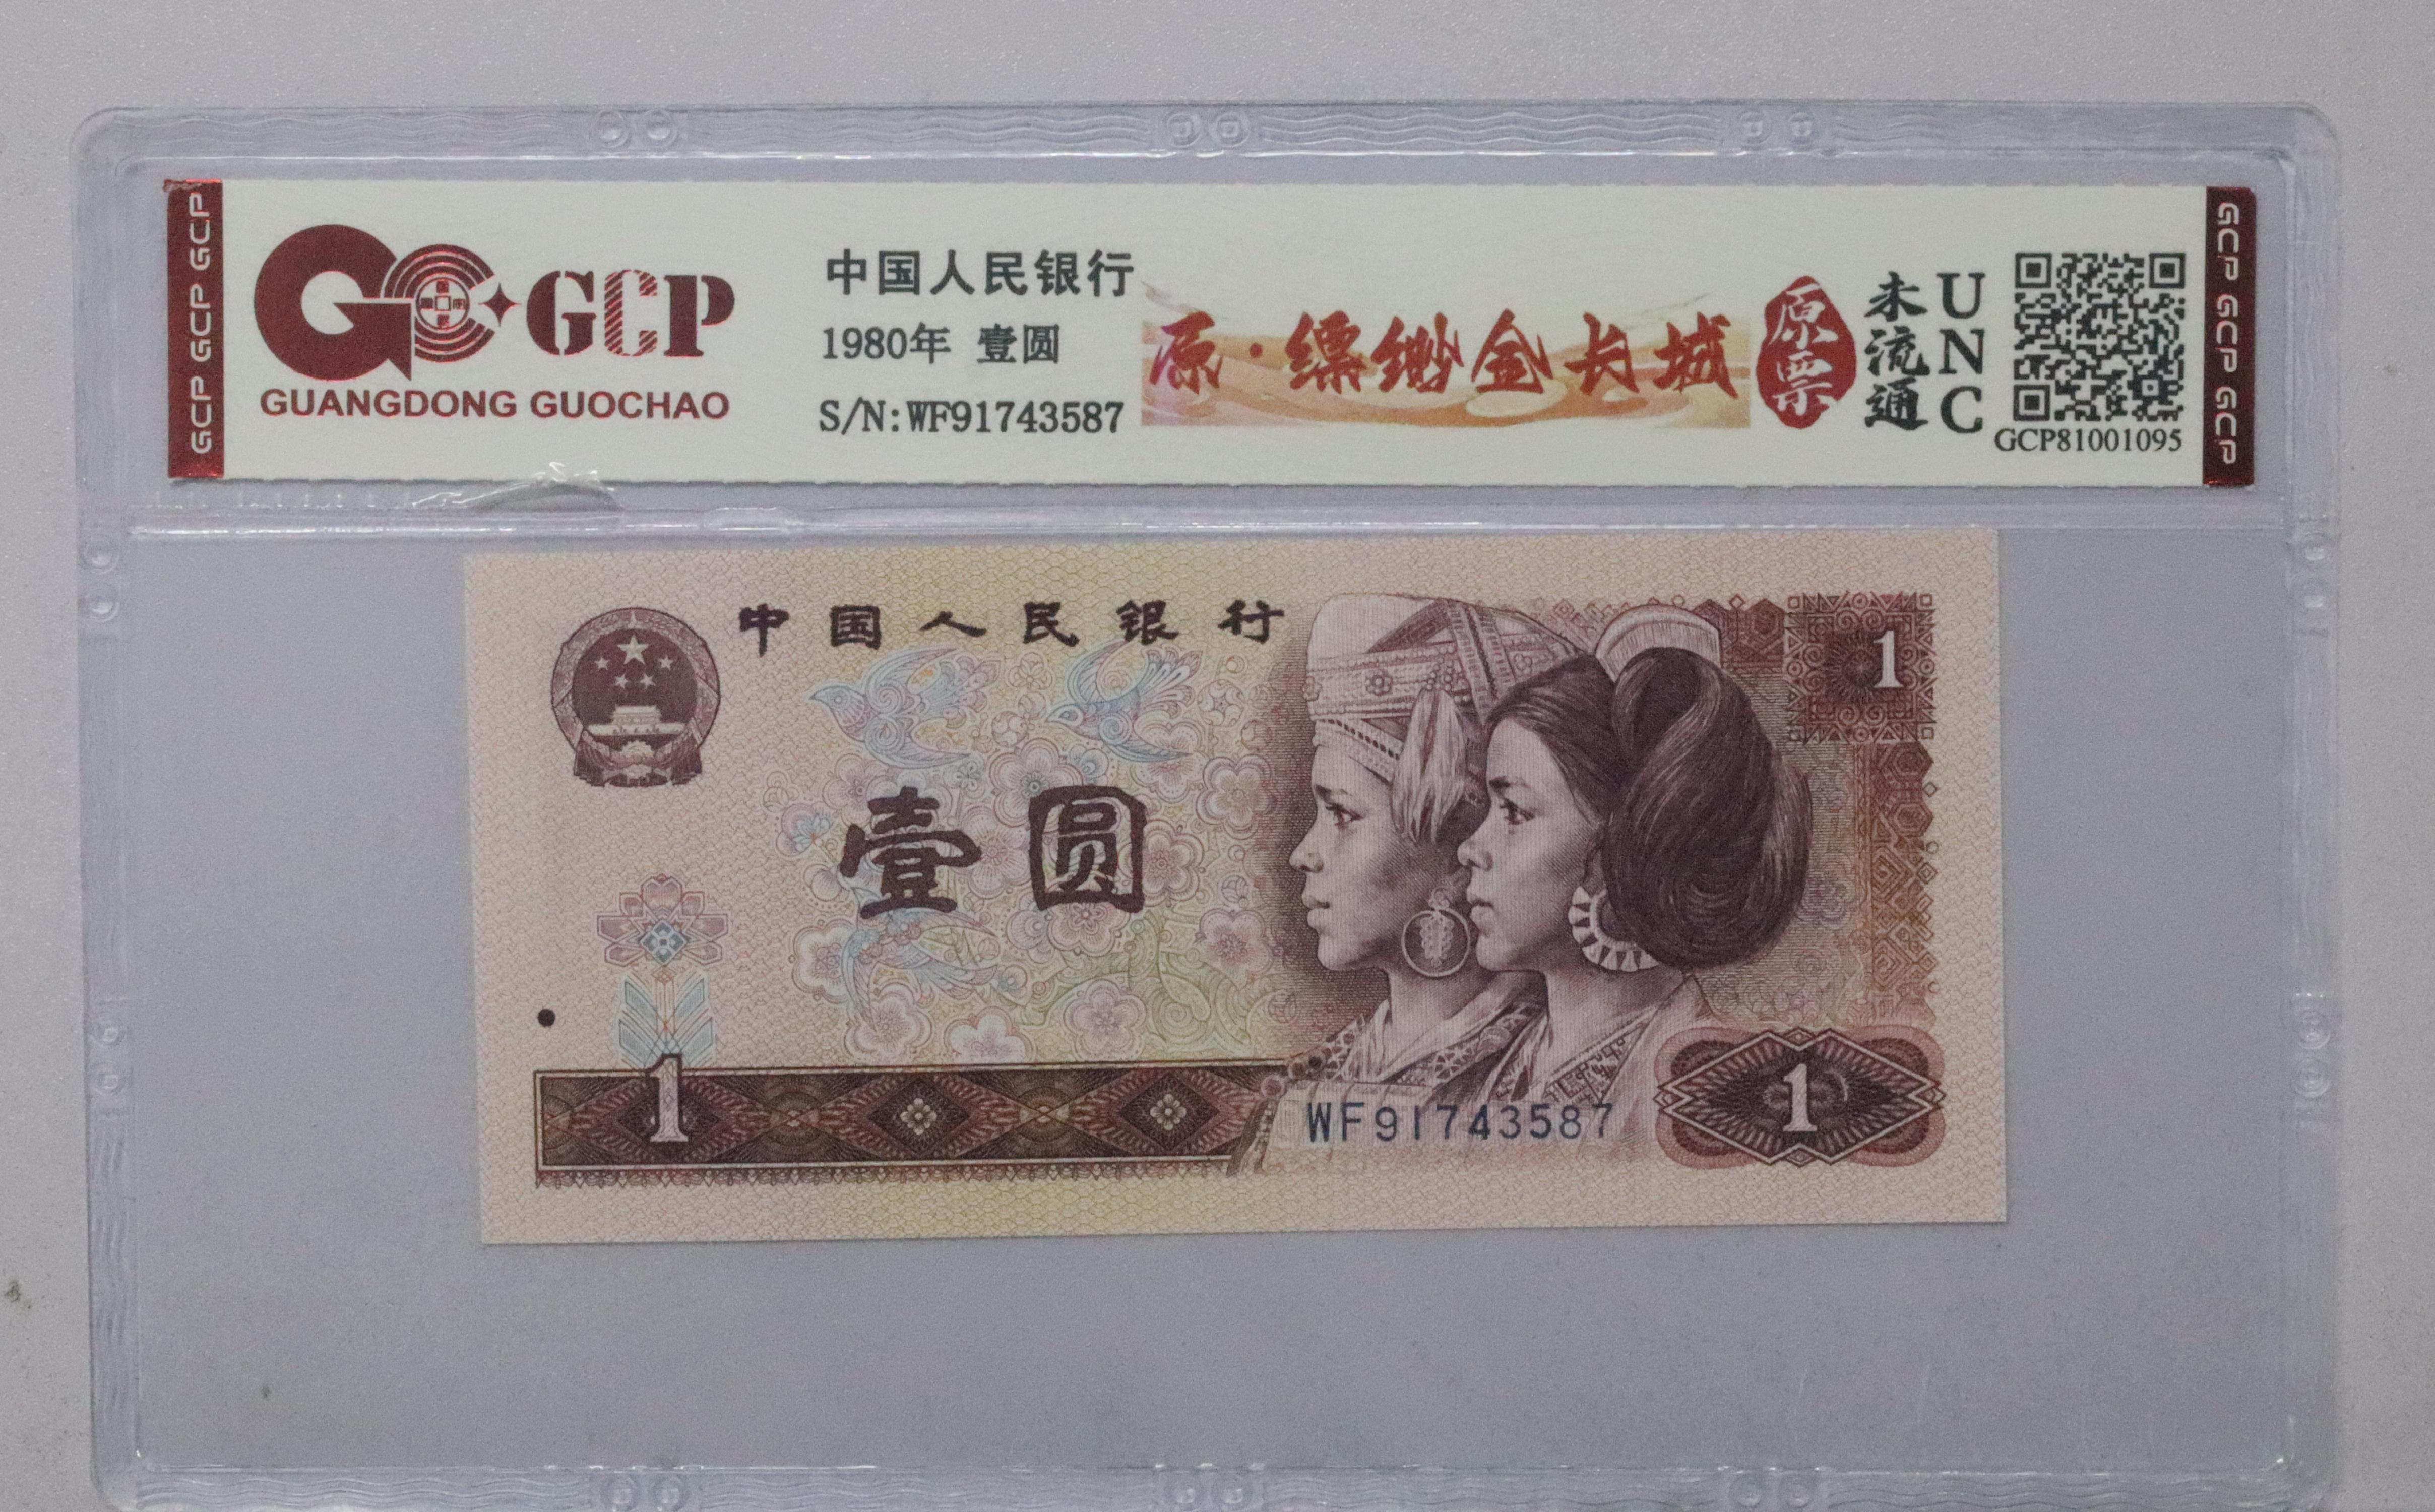 GCP GCP GCP
GCP
GUANGDONG GUOCHAO
中国人民银行
1980年 壹圆
S/N:WF91743587
原·缥缈金长城
原票
未流通
UNC
GCP81001095
GCP GCP GCP
中国人民银行
1
壹圆
1
WF91743587
1